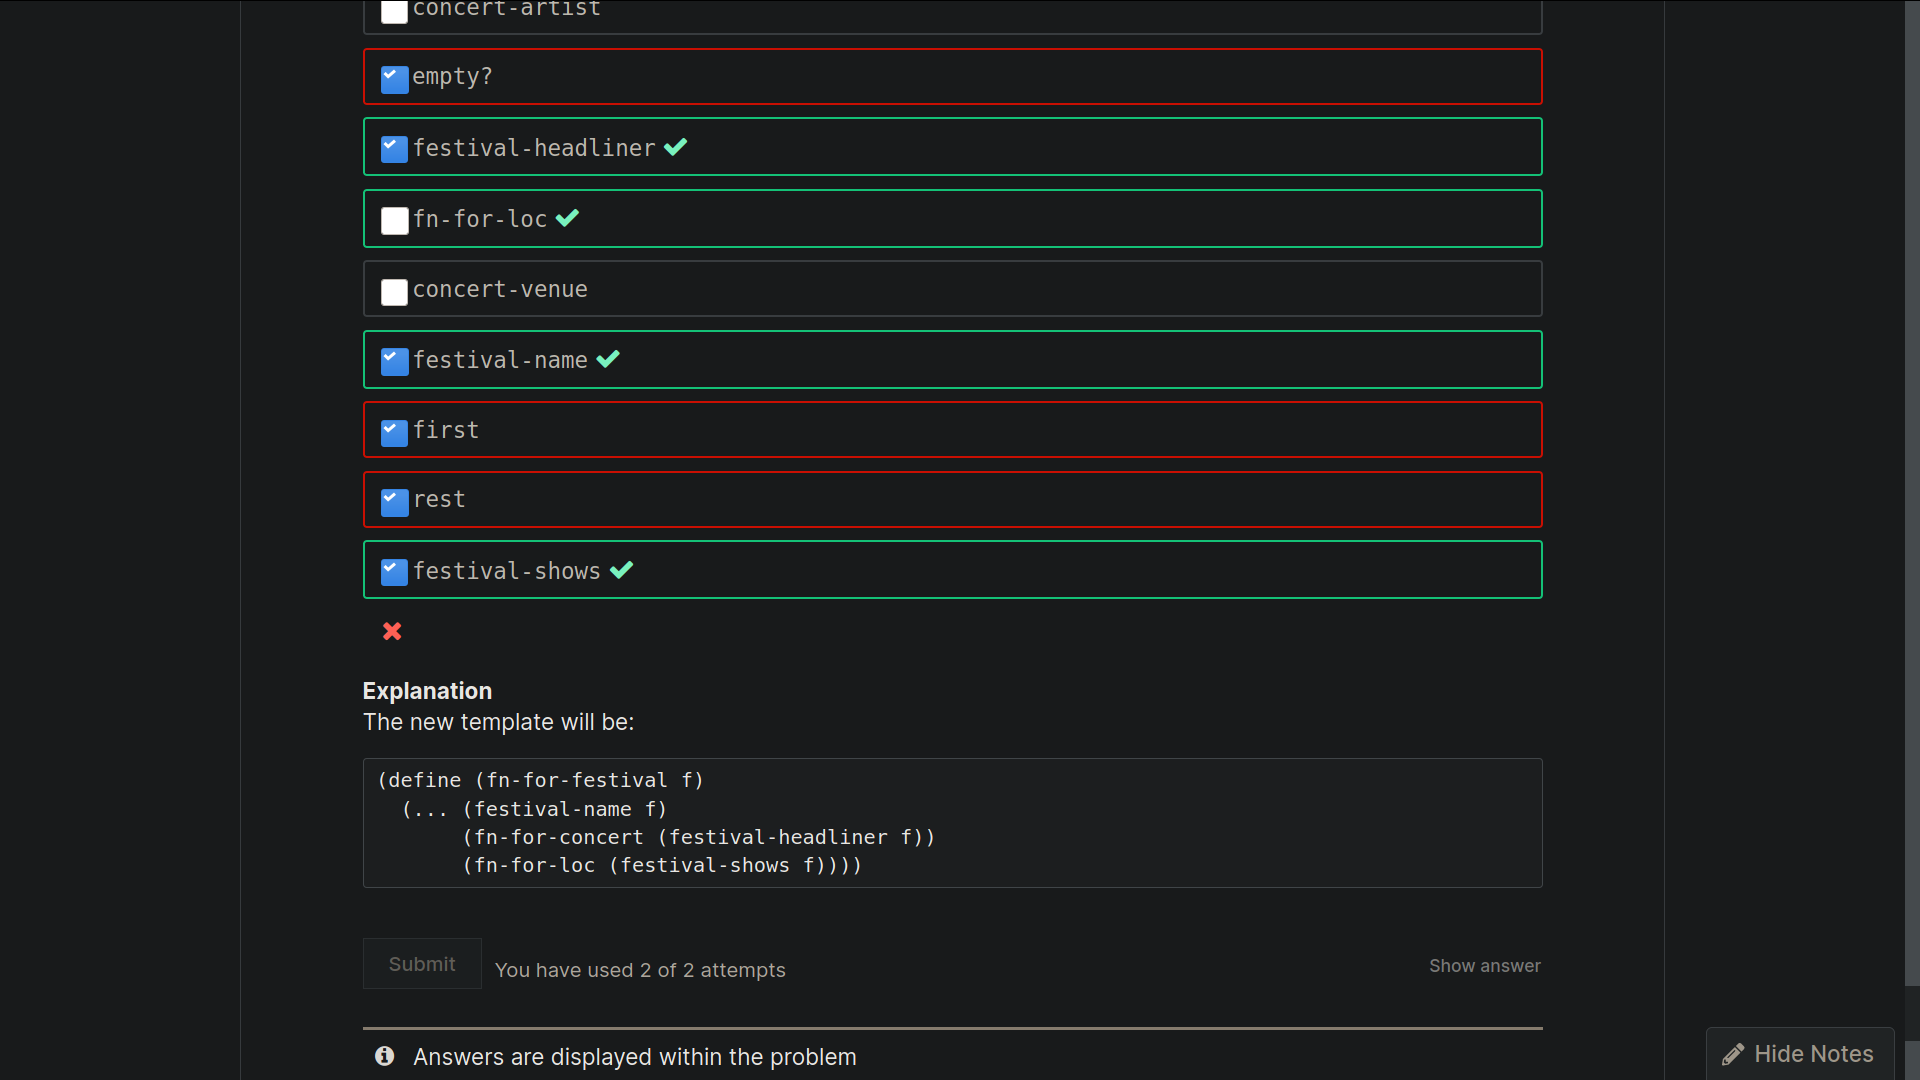 concert-artist
empty?
festival-headliner
fn-for-loc
concert-venue
festival-name
first
rest
festival-shows
Explanation
The new template will be:
(define (fn-for-festival f)
  (... (festival-name f)
       (fn-for-concert (festival-headliner f))
       (fn-for-loc (festival-shows f))))
Submit
You have used 2 of 2 attempts
Show answer
Answers are displayed within the problem
Hide Notes